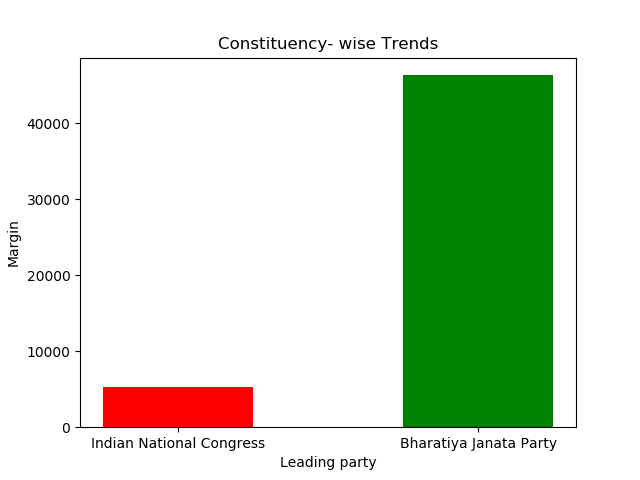 Constituency- wise Trends
40000
30000
20000
10000
0
Margin
Indian National Congress
Bharatiya Janata Party
Leading party